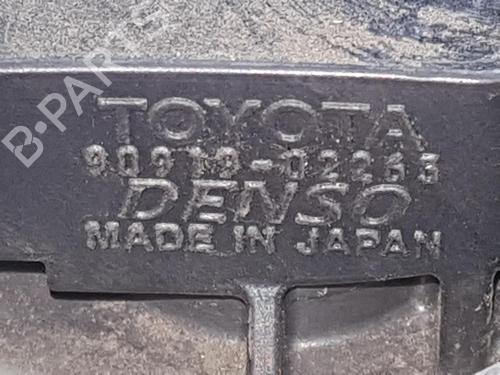 TOYOTA
90919-02263
DENSO
MADE IN JAPAN
B-PARTS